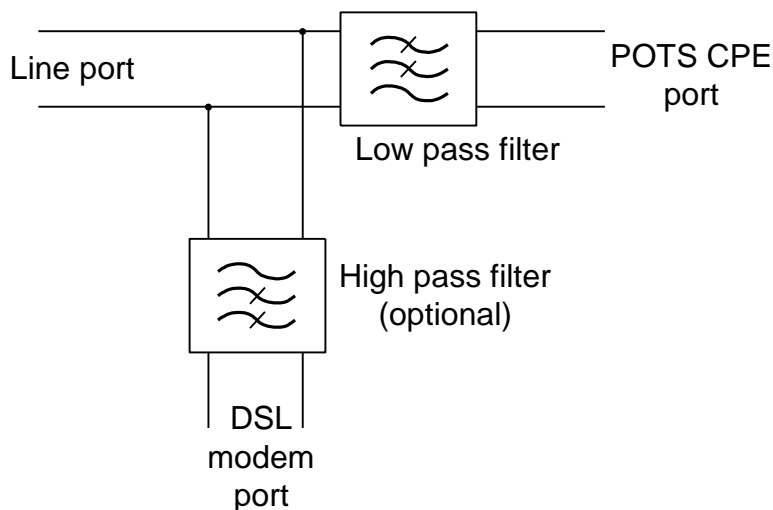 Line port
POTS CPE
port
Low pass filter
High pass filter
(optional)
DSL
modem
port